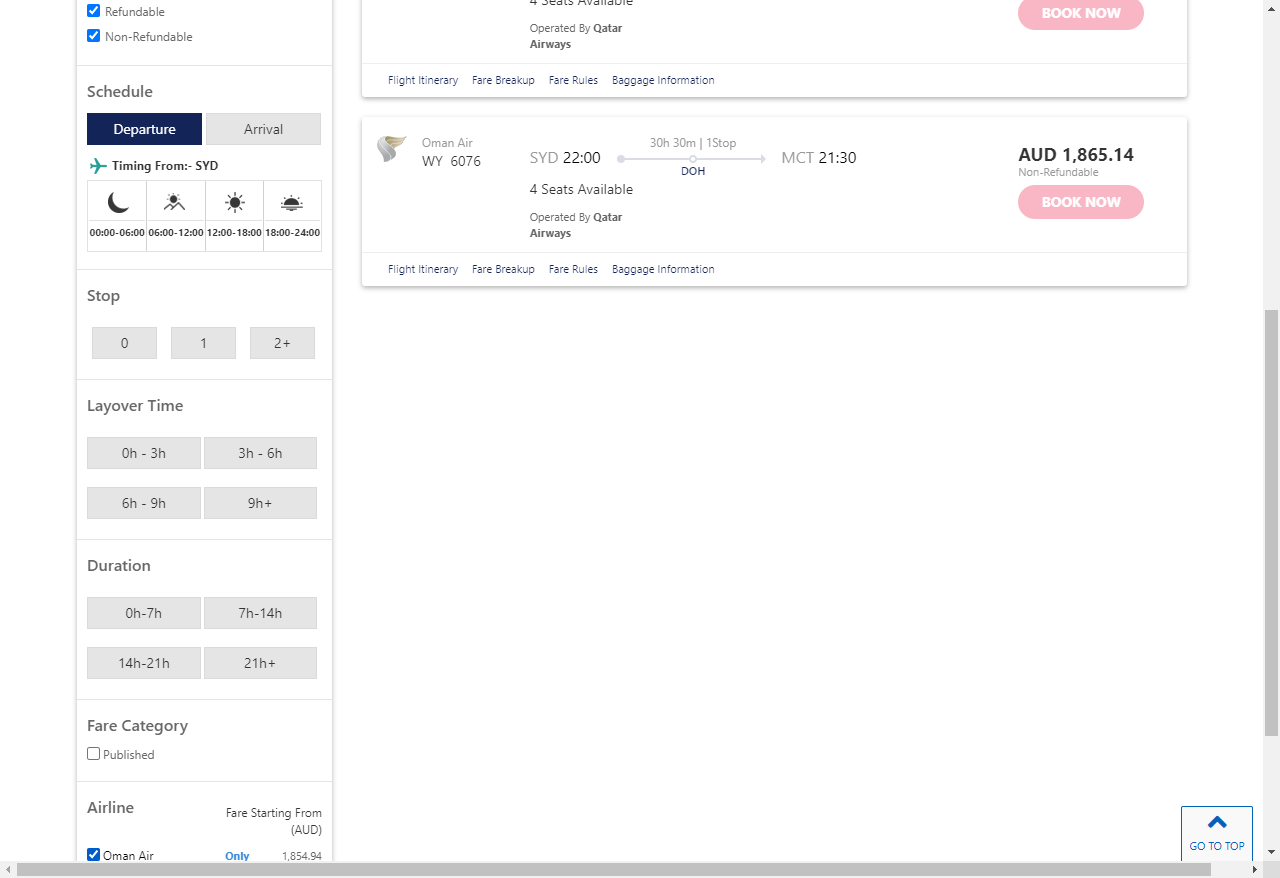 Refundable
Non-Refundable
Schedule
Departure Arrival
Timing From:- SYD
00:00-06:00 06:00-12:00 12:00-18:00 18:00-24:00
Stop
0 1 2+
Layover Time
0h - 3h 3h - 6h
6h - 9h 9h+
Duration
0h-7h 7h-14h
14h-21h 21h+
Fare Category
Published
Airline Fare Starting From
(AUD)
Oman Air Only 1,854.94
4 Seats Available
BOOK NOW
Operated By Qatar
Airways
Flight Itinerary Fare Breakup Fare Rules Baggage Information
Oman Air
WY 6076
SYD 22:00
30h 30m | 1Stop
DOH
MCT 21:30
4 Seats Available
Operated By Qatar
Airways
AUD 1,865.14
Non-Refundable
BOOK NOW
Flight Itinerary Fare Breakup Fare Rules Baggage Information
GO TO TOP